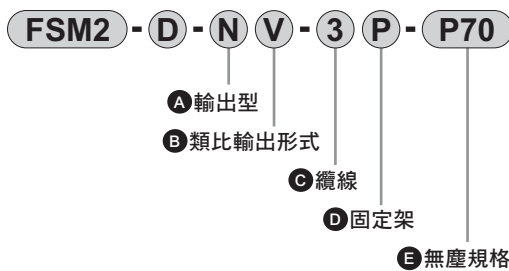 FSM2 - D - N V - 3 P - P70
A 輸出型
B 類比輸出形式
C 纜線
D 固定架
E 無塵規格